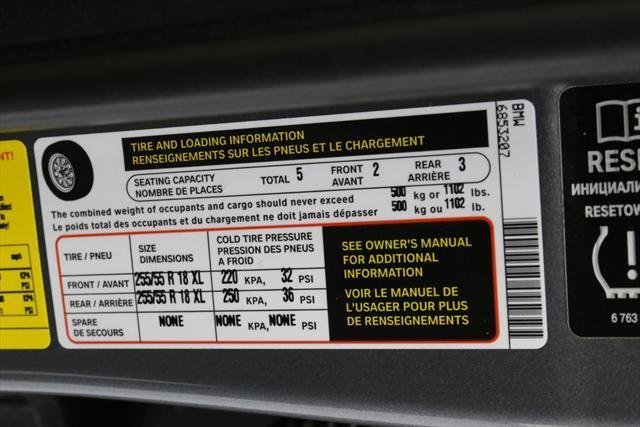 TIRE AND LOADING INFORMATION
RENSEIGNEMENTS SUR LES PNEUS ET LE CHARGEMENT
SEATING CAPACITY
NOMBRE DE PLACES
TOTAL 5
FRONT
AVANT 2
REAR
ARRIÈRE 3
The combined weight of occupants and cargo should never exceed 500 kg or 1102 lbs.
Le poids total des occupants et du chargement ne doit jamais dépasser 500 kg ou 1102 lb.
TIRE / PNEU
SIZE
DIMENSIONS
COLD TIRE PRESSURE
PRESSION DES PNEUS
A FROID
FRONT / AVANT 255/55 R 18 XL 220 KPA, 32 PSI
REAR / ARRIÈRE 255/55 R 18 XL 250 KPA, 36 PSI
SPARE
DE SECOURS
NONE NONE KPA, NONE PSI
SEE OWNER'S MANUAL
FOR ADDITIONAL
INFORMATION
VOIR LE MANUEL DE
L'USAGER POUR PLUS
DE RENSEIGNEMENTS
BMW
6853207
RES
ИНИЦИАЛИ
RESETOW
6 763